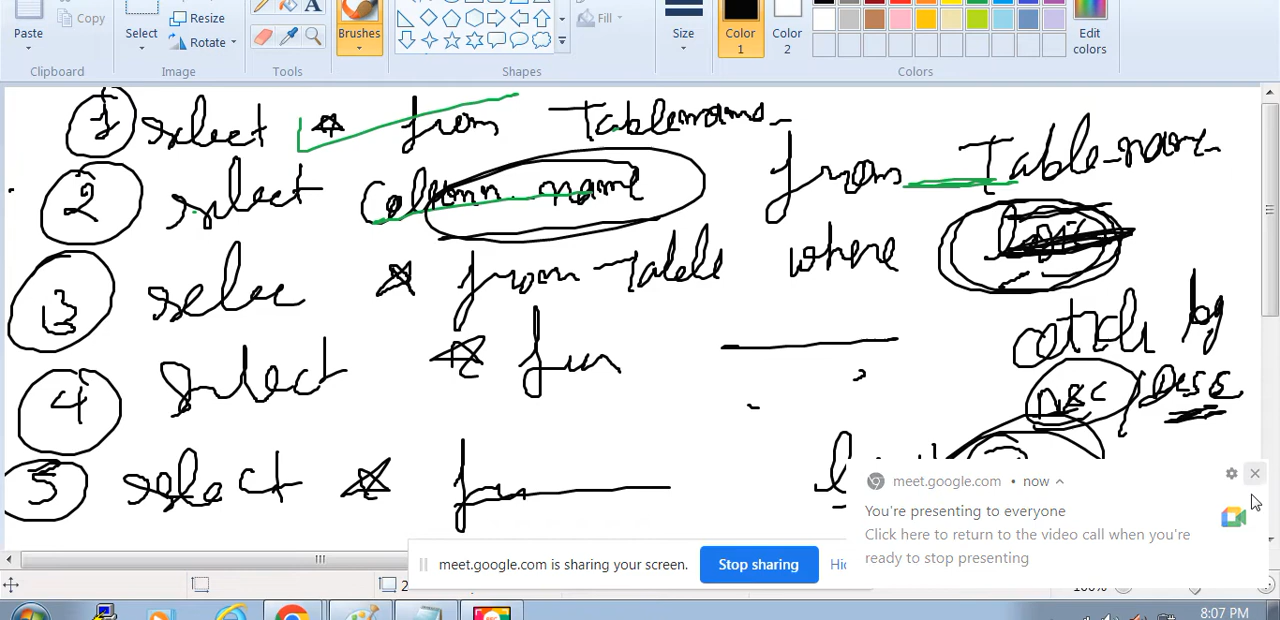 Paste
Select
Resize
Rotate
A
Brushes
Fill
Size
Color 1
Color 2
Edit colors
Clipboard
Image
Tools
Shapes
Colors
1 select * from Tablename
2 select Column name from Table-name
3 selec * from Table where
4 select * from by
asc / Desc
5 select * from
meet.google.com • now
You're presenting to everyone
Click here to return to the video call when you're
ready to stop presenting
meet.google.com is sharing your screen.
Stop sharing
Hid
100%
8:07 PM